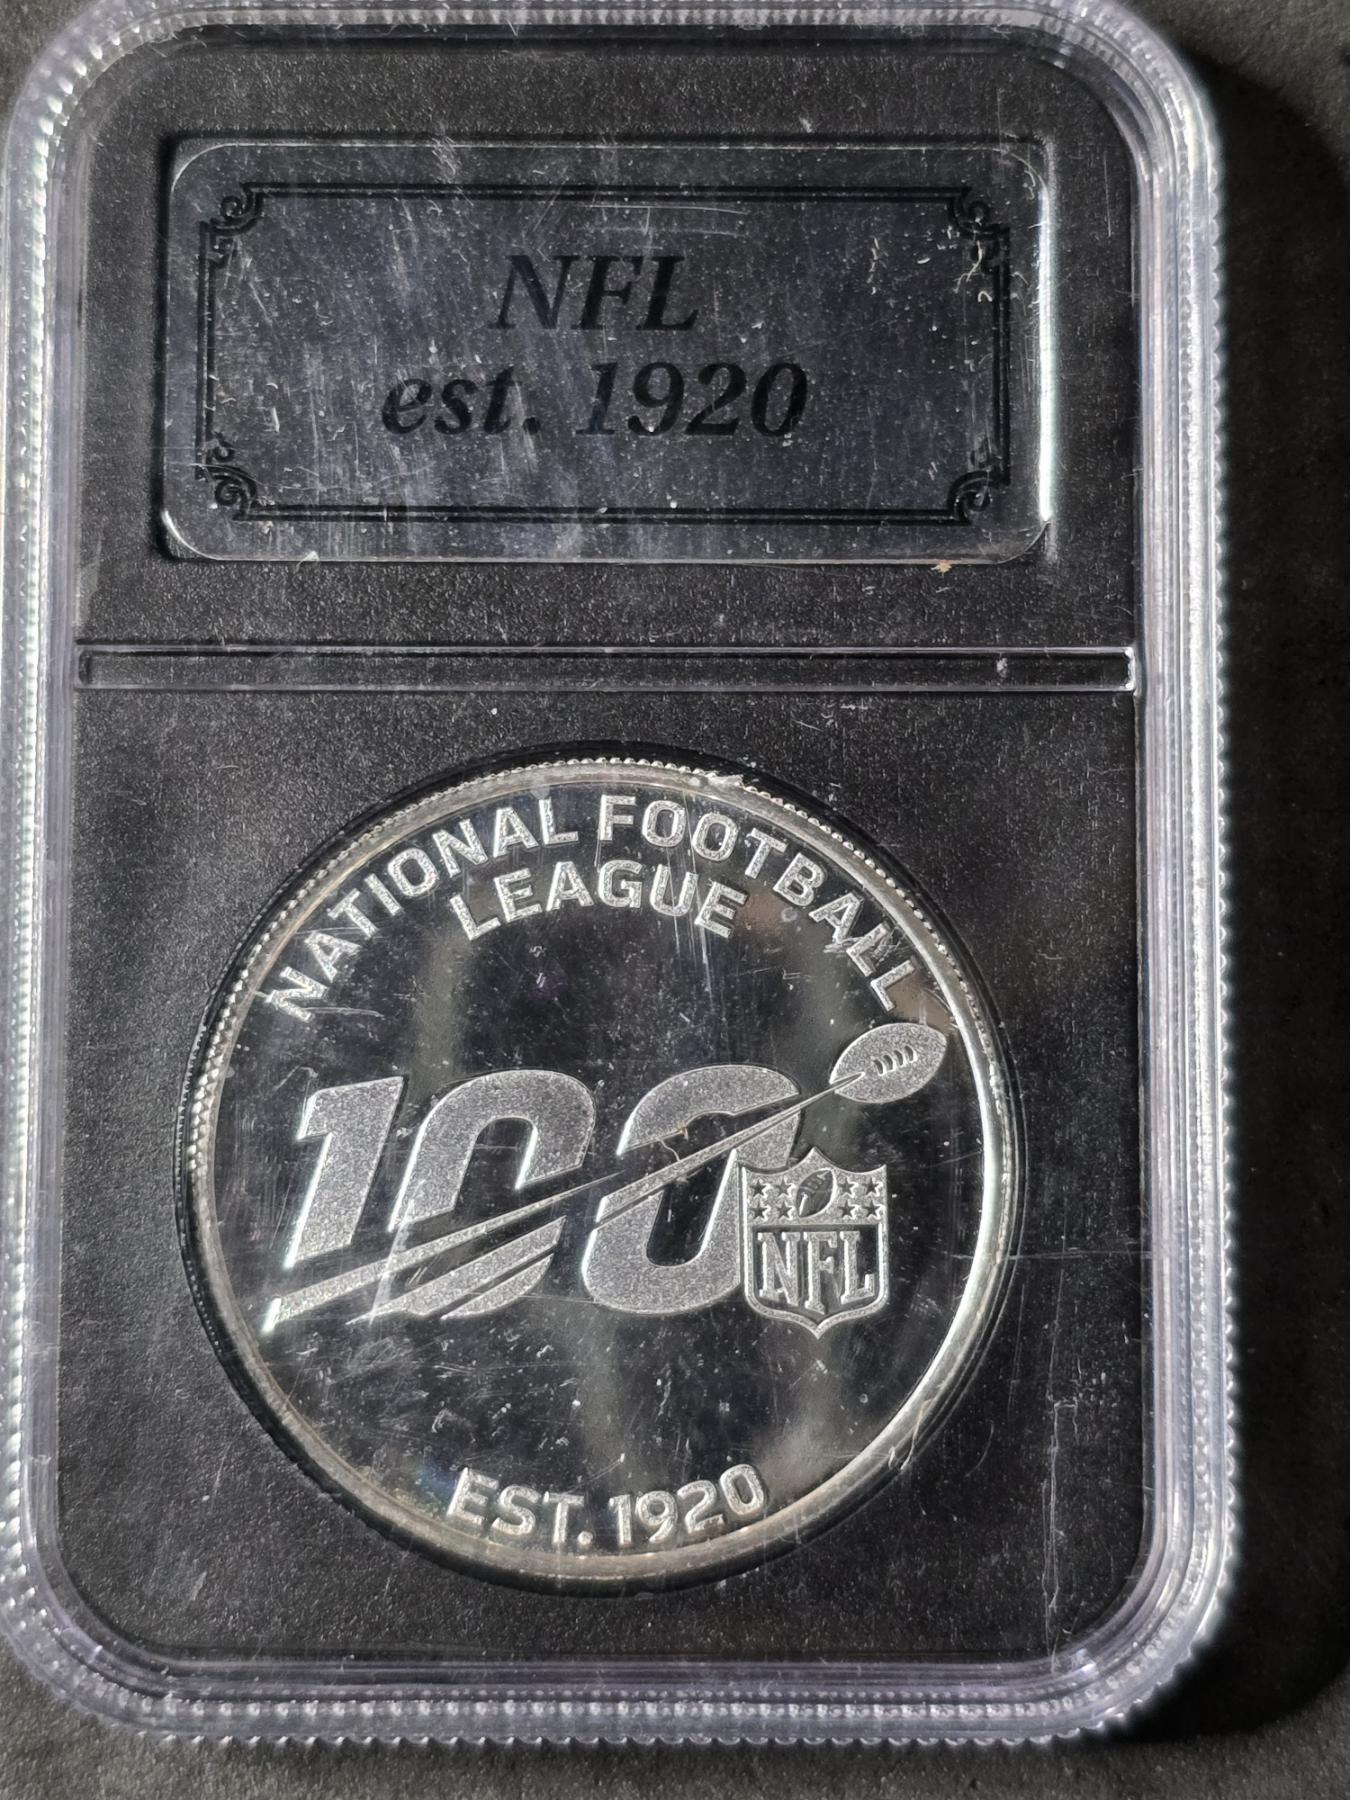 NFL
est. 1920
NATIONAL FOOTBALL
LEAGUE
100
NFL
EST. 1920